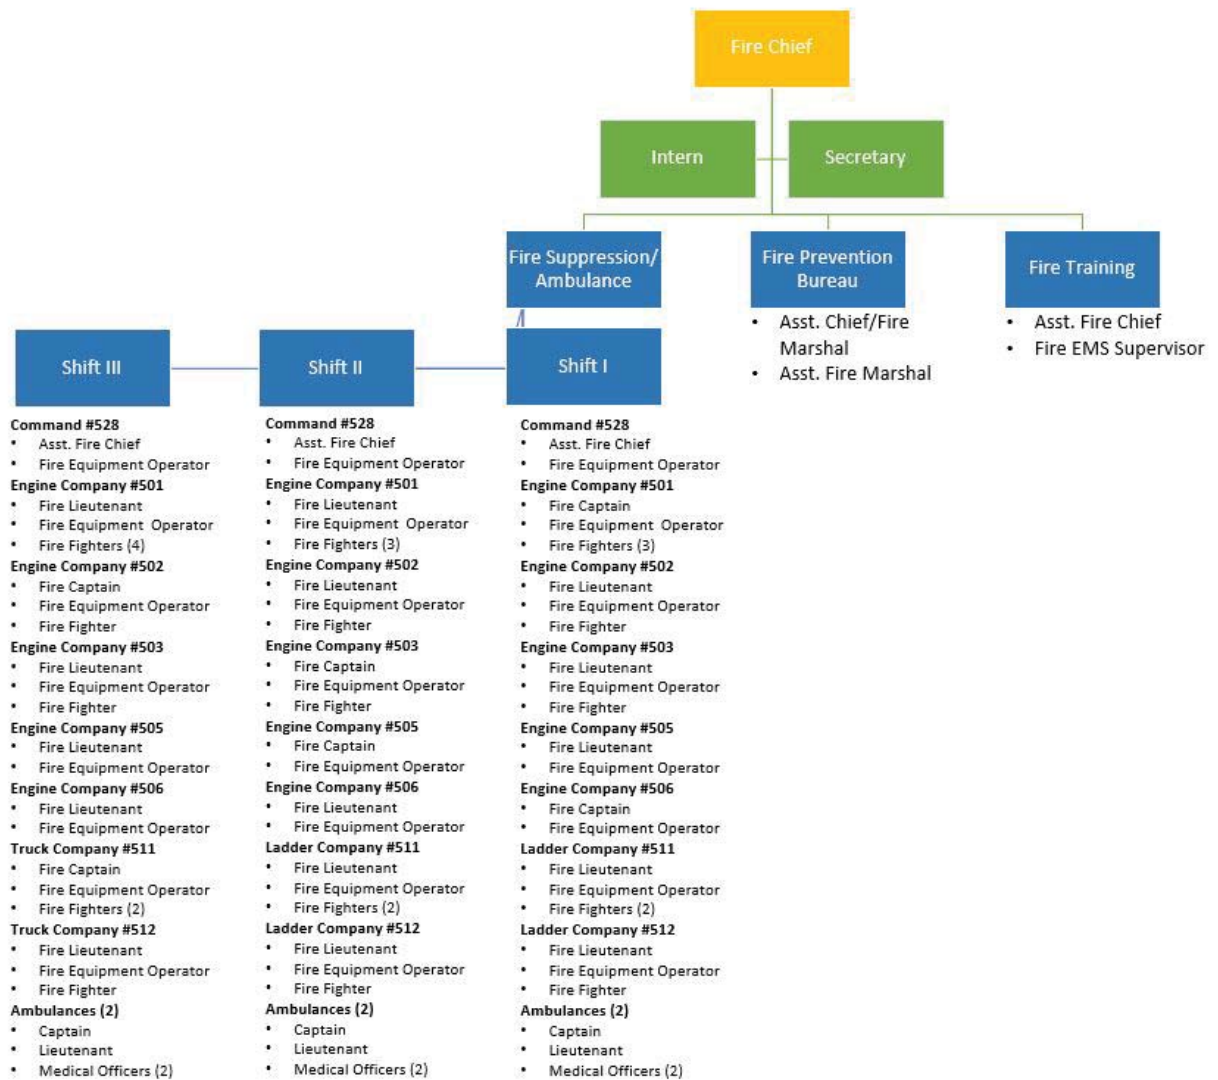 Fire Chief
Intern
Secretary
Fire Suppression/
Ambulance
Fire Prevention
Bureau
Fire Training
• Asst. Chief/Fire
Marshal
• Asst. Fire Marshal
• Asst. Fire Chief
• Fire EMS Supervisor
Shift III
Shift II
Shift I
Command #528
• Asst. Fire Chief
• Fire Equipment Operator
Engine Company #501
• Fire Lieutenant
• Fire Equipment Operator
• Fire Fighters (4)
Engine Company #502
• Fire Captain
• Fire Equipment Operator
• Fire Fighter
Engine Company #503
• Fire Lieutenant
• Fire Equipment Operator
• Fire Fighter
Engine Company #505
• Fire Lieutenant
• Fire Equipment Operator
Engine Company #506
• Fire Lieutenant
• Fire Equipment Operator
Truck Company #511
• Fire Captain
• Fire Equipment Operator
• Fire Fighters (2)
Truck Company #512
• Fire Lieutenant
• Fire Equipment Operator
• Fire Fighter
Ambulances (2)
• Captain
• Lieutenant
• Medical Officers (2)
Command #528
• Asst. Fire Chief
• Fire Equipment Operator
Engine Company #501
• Fire Lieutenant
• Fire Equipment Operator
• Fire Fighters (3)
Engine Company #502
• Fire Lieutenant
• Fire Equipment Operator
• Fire Fighter
Engine Company #503
• Fire Captain
• Fire Equipment Operator
• Fire Fighter
Engine Company #505
• Fire Captain
• Fire Equipment Operator
Engine Company #506
• Fire Lieutenant
• Fire Equipment Operator
Ladder Company #511
• Fire Lieutenant
• Fire Equipment Operator
• Fire Fighters (2)
Ladder Company #512
• Fire Lieutenant
• Fire Equipment Operator
• Fire Fighter
Ambulances (2)
• Captain
• Lieutenant
• Medical Officers (2)
Command #528
• Asst. Fire Chief
• Fire Equipment Operator
Engine Company #501
• Fire Captain
• Fire Equipment Operator
• Fire Fighters (3)
Engine Company #502
• Fire Lieutenant
• Fire Equipment Operator
• Fire Fighter
Engine Company #503
• Fire Lieutenant
• Fire Equipment Operator
• Fire Fighter
Engine Company #505
• Fire Lieutenant
• Fire Equipment Operator
Engine Company #506
• Fire Captain
• Fire Equipment Operator
Ladder Company #511
• Fire Lieutenant
• Fire Equipment Operator
• Fire Fighters (2)
Ladder Company #512
• Fire Lieutenant
• Fire Equipment Operator
• Fire Fighter
Ambulances (2)
• Captain
• Lieutenant
• Medical Officers (2)